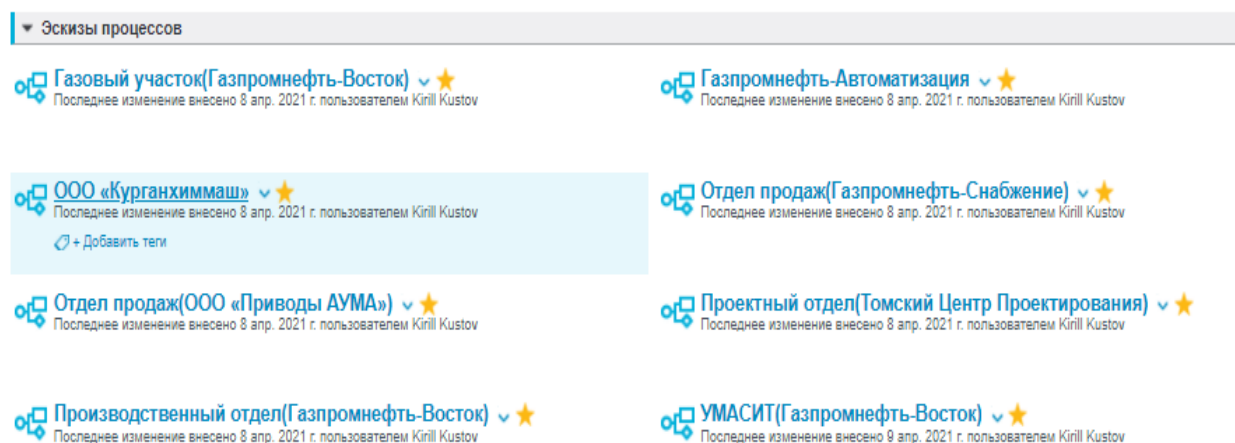 Эскизы процессов
Газовый участок(Газпромнефть-Восток)
Последнее изменение внесено 8 апр. 2021 г. пользователем Kirill Kustov
Газпромнефть-Автоматизация
Последнее изменение внесено 8 апр. 2021 г. пользователем Kirill Kustov
ООО «Курганхиммаш»
Последнее изменение внесено 8 апр. 2021 г. пользователем Kirill Kustov
+ Добавить теги
Отдел продаж(Газпромнефть-Снабжение)
Последнее изменение внесено 8 апр. 2021 г. пользователем Kirill Kustov
Отдел продаж(ООО «Приводы АУМА»)
Последнее изменение внесено 8 апр. 2021 г. пользователем Kirill Kustov
Проектный отдел(Томский Центр Проектирования)
Последнее изменение внесено 8 апр. 2021 г. пользователем Kirill Kustov
Производственный отдел(Газпромнефть-Восток)
Последнее изменение внесено 8 апр. 2021 г. пользователем Kirill Kustov
УМАСИТ(Газпромнефть-Восток)
Последнее изменение внесено 9 апр. 2021 г. пользователем Kirill Kustov